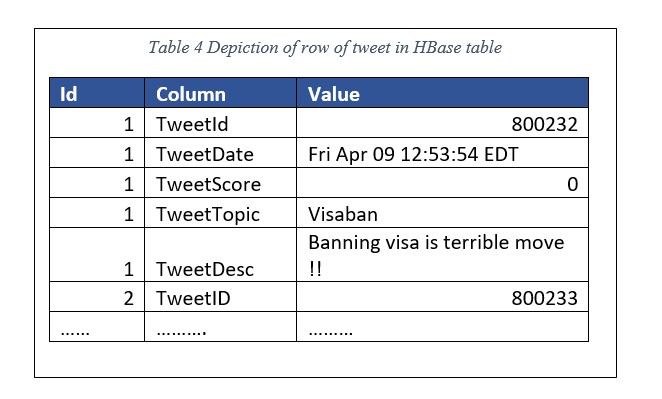 Table 4 Depiction of row of tweet in HBase table
Id Column Value
1 TweetId 800232
1 TweetDate Fri Apr 09 12:53:54 EDT
1 TweetScore 0
1 TweetTopic Visaban
Banning visa is terrible move
1 TweetDesc !!
2 TweetID 800233
...... .......... .........